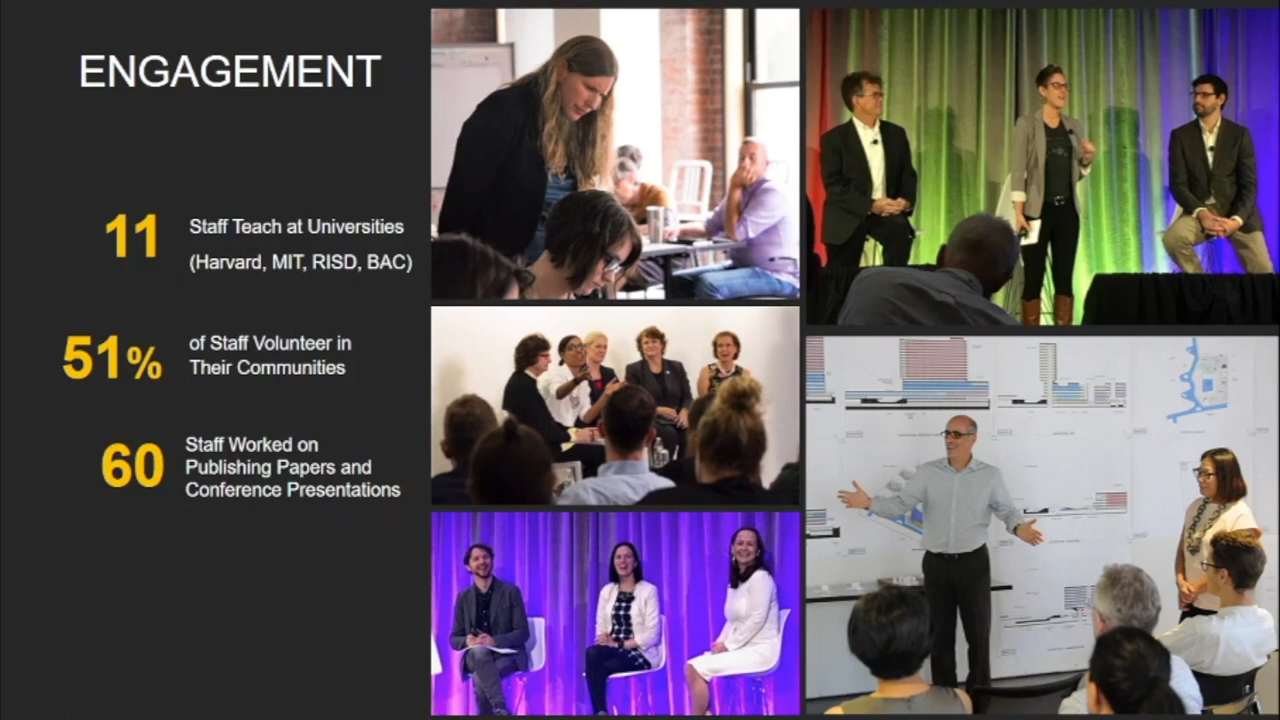 ENGAGEMENT
11
Staff Teach at Universities
(Harvard, MIT, RISD, BAC)
51%
of Staff Volunteer in
Their Communities
60
Staff Worked on
Publishing Papers and
Conference Presentations